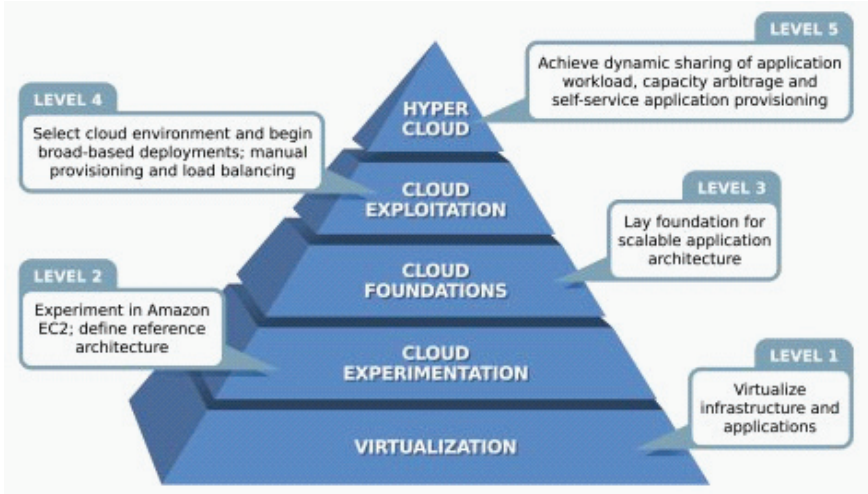 LEVEL 5
Achieve dynamic sharing of application
workload, capacity arbitrage and
self-service application provisioning
HYPER
CLOUD
LEVEL 4
Select cloud environment and begin
broad-based deployments; manual
provisioning and load balancing
CLOUD
EXPLOITATION
LEVEL 3
Lay foundation for
scalable application
architecture
CLOUD
FOUNDATIONS
LEVEL 2
Experiment in Amazon
EC2; define reference
architecture
CLOUD
EXPERIMENTATION
LEVEL 1
Virtualize
infrastructure and
applications
VIRTUALIZATION